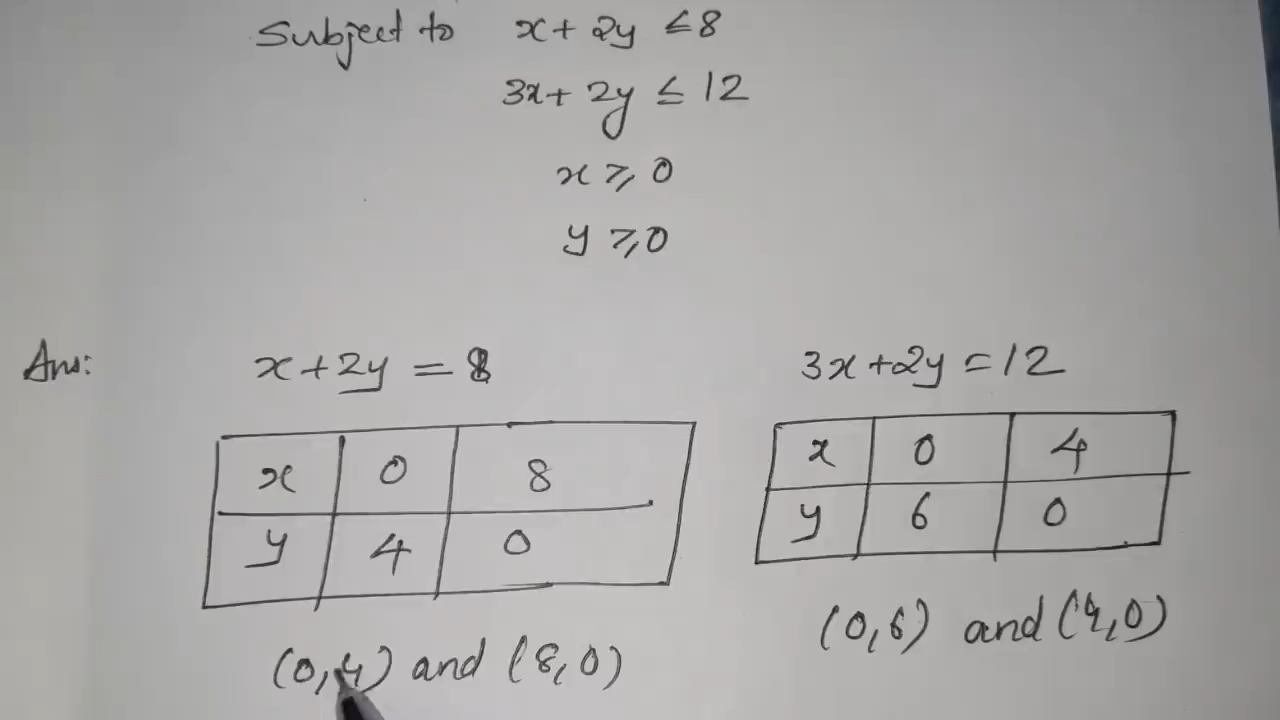 Subject to x + 2y ≤ 8
3x + 2y ≤ 12
x ⩾ 0
y ⩾ 0
Ans: x + 2y = 8 3x + 2y = 12
x 0 8 x 0 4
y 4 0 y 6 0
(0,4) and (8,0) (0,6) and (4,0)